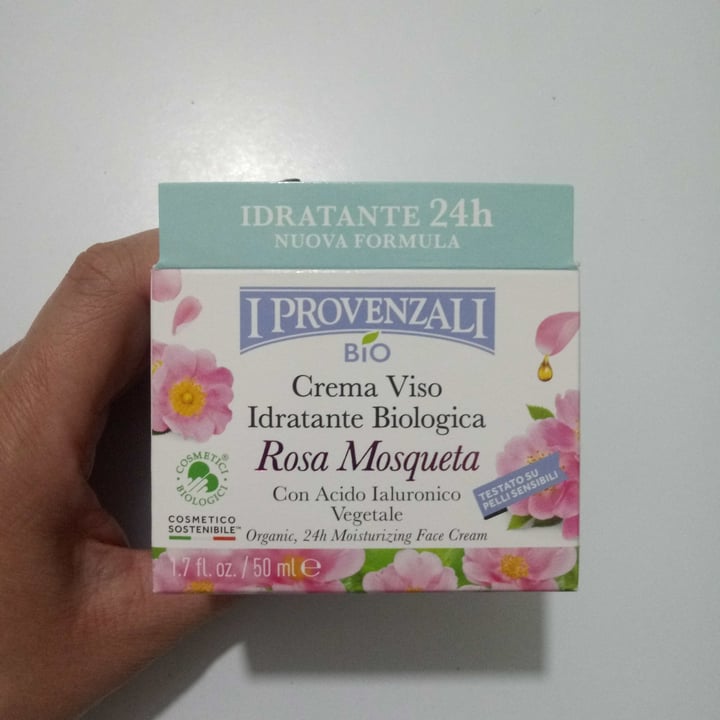 IDRATANTE 24h
NUOVA FORMULA
I PROVENZALI
BIO
Crema Viso
Idratante Biologica
Rosa Mosqueta
Con Acido Ialuronico
Vegetale
Organic, 24h Moisturizing Face Cream
COSMETICI®
BIOLOGICI
COSMETICO
SOSTENIBILE™
TESTATO SU
PELLI SENSIBILI
1.7 fl. oz. / 50 ml ℮